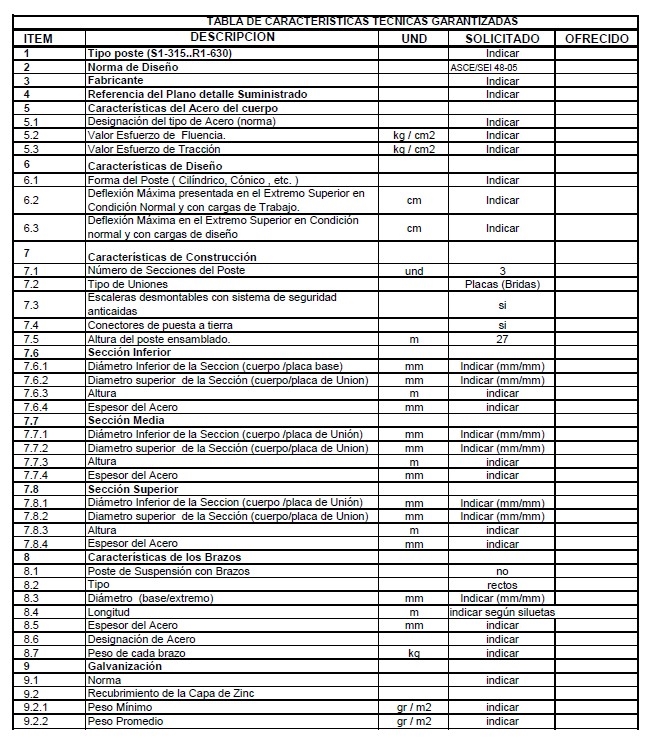 TABLA DE CARACTERISTICAS TECNICAS GARANTIZADAS
ITEM DESCRIPCION UND SOLICITADO OFRECIDO
1 Tipo poste (S1-315..R1-630) Indicar
2 Norma de Diseño ASCE/SEI 48-05
3 Fabricante Indicar
4 Referencia del Plano detalle Suministrado Indicar
5 Características del Acero del cuerpo
5.1 Designación del tipo de Acero (norma) Indicar
5.2 Valor Esfuerzo de Fluencia. kg / cm2 Indicar
5.3 Valor Esfuerzo de Tracción kg / cm2 Indicar
6 Características de Diseño
6.1 Forma del Poste ( Cilíndrico, Cónico , etc. ) Indicar
6.2 Deflexión Máxima presentada en el Extremo Superior en
Condición Normal y con cargas de Trabajo. cm Indicar
6.3 Deflexión Máxima en el Extremo Superior en Condición
normal y con cargas de diseño cm Indicar
7 Características de Construcción
7.1 Número de Secciones del Poste und 3
7.2 Tipo de Uniones Placas (Bridas)
7.3 Escaleras desmontables con sistema de seguridad
anticaidas si
7.4 Conectores de puesta a tierra si
7.5 Altura del poste ensamblado. m 27
7.6 Sección Inferior
7.6.1 Diámetro Inferior de la Seccion (cuerpo /placa base) mm Indicar (mm/mm)
7.6.2 Diametro superior de la Sección (cuerpo/placa de Union) mm Indicar (mm/mm)
7.6.3 Altura m indicar
7.6.4 Espesor del Acero mm indicar
7.7 Sección Media
7.7.1 Diámetro Inferior de la Seccion (cuerpo /placa de Unión) mm Indicar (mm/mm)
7.7.2 Diametro superior de la Sección (cuerpo/placa de Union) mm Indicar (mm/mm)
7.7.3 Altura m indicar
7.7.4 Espesor del Acero mm indicar
7.8 Sección Superior
7.8.1 Diámetro Inferior de la Seccion (cuerpo /placa de Unión) mm Indicar (mm/mm)
7.8.2 Diametro superior de la Sección (cuerpo/placa de Union) mm Indicar (mm/mm)
7.8.3 Altura m indicar
7.8.4 Espesor del Acero mm indicar
8 Características de los Brazos
8.1 Poste de Suspensión con Brazos no
8.2 Tipo rectos
8.3 Diámetro (base/extremo) mm Indicar (mm/mm)
8.4 Longitud m indicar según siluetas
8.5 Espesor del Acero mm indicar
8.6 Designación de Acero indicar
8.7 Peso de cada brazo kg indicar
9 Galvanización
9.1 Norma indicar
9.2 Recubrimiento de la Capa de Zinc
9.2.1 Peso Mínimo gr / m2 indicar
9.2.2 Peso Promedio gr / m2 indicar